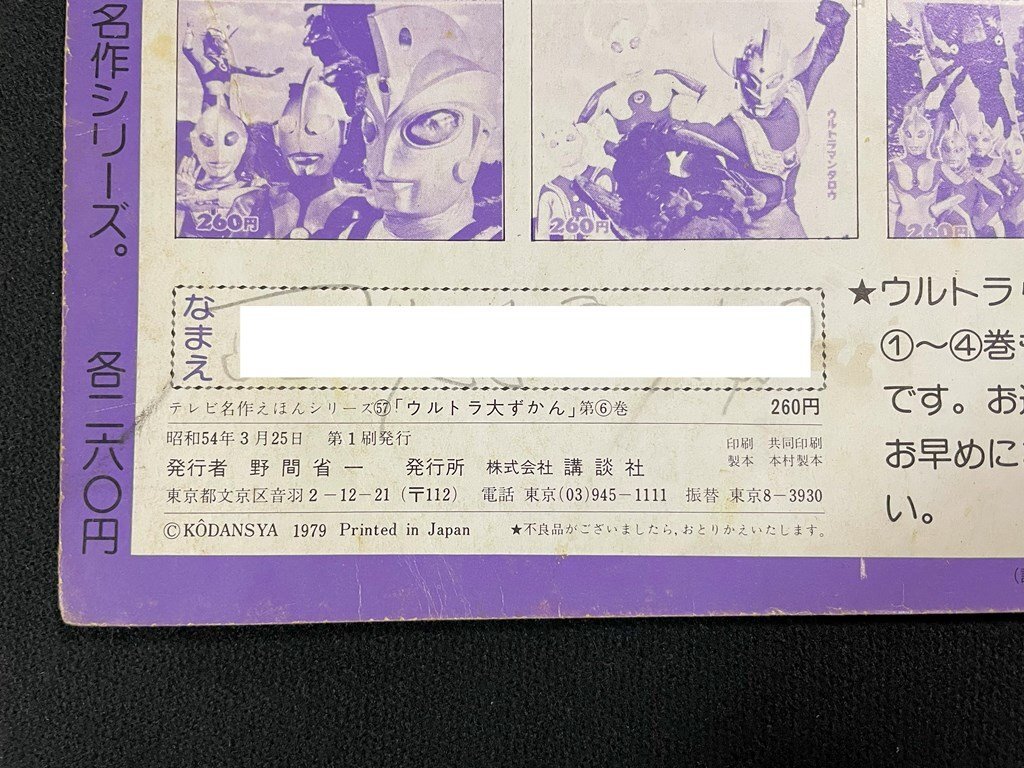 名作シリーズ。
各二六〇円
260円
260円
ウルトラマンタロウ
260円
なまえ
テレビ名作えほんシリーズ57「ウルトラ大ずかん」第⑥巻 260円
昭和54年3月25日 第1刷発行
印刷 共同印刷
製本 本村製本
発行者 野間省一 発行所 株式会社 講談社
東京都文京区音羽2-12-21(〒112) 電話 東京(03)945-1111 振替 東京8-3930
©KÔDANSYA 1979 Printed in Japan ★不良品がございましたら,おとりかえいたします。
★ウルトラ
①〜④巻
です。お
お早めに
い。